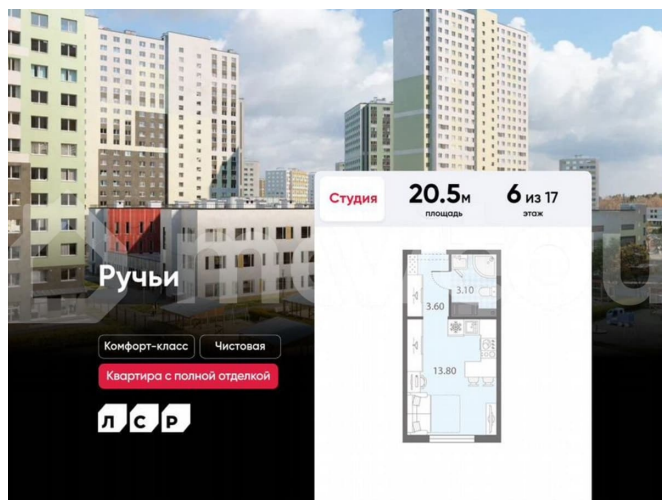 Студия
20.5м
площадь
6 из 17
этаж
Ручьи
Комфорт-класс
Чистовая
Квартира с полной отделкой
ЛСР
3.10
3.60
13.80